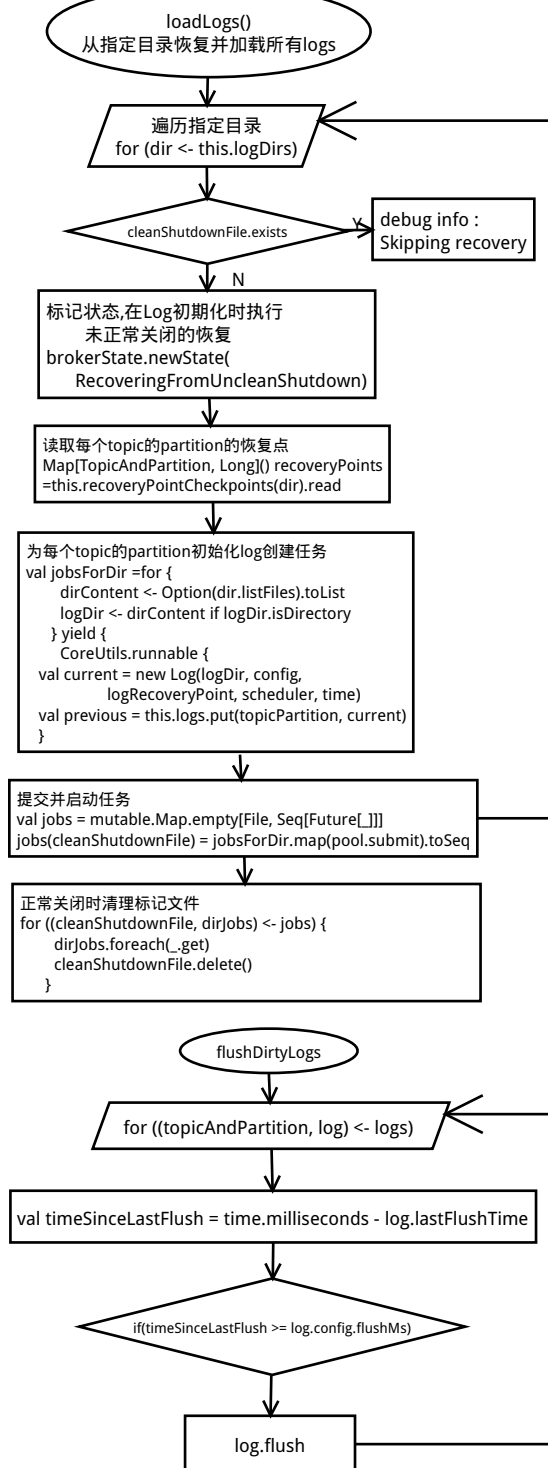 loadLogs()
从指定目录恢复并加载所有logs
遍历指定目录
for (dir <- this.logDirs)
cleanShutdownFile.exists
Y
debug info :
Skipping recovery
N
标记状态,在Log初期化时执行
未正常关闭的恢复
brokerState.newState(
RecoveringFromUncleanShutdown)
读取每个topic的partition的恢复点
Map[TopicAndPartition, Long]() recoveryPoints
=this.recoveryPointCheckpoints(dir).read
为每个topic的partition初始化log创建任务
val jobsForDir =for {
dirContent <- Option(dir.listFiles).toList
logDir <- dirContent if logDir.isDirectory
} yield {
CoreUtils.runnable {
val current = new Log(logDir, config,
logRecoveryPoint, scheduler, time)
val previous = this.logs.put(topicPartition, current)
}
提交并启动任务
val jobs = mutable.Map.empty[File, Seq[Future[_]]]
jobs(cleanShutdownFile) = jobsForDir.map(pool.submit).toSeq
正常关闭时清理标记文件
for ((cleanShutdownFile, dirJobs) <- jobs) {
dirJobs.foreach(_.get)
cleanShutdownFile.delete()
}
flushDirtyLogs
for ((topicAndPartition, log) <- logs)
val timeSinceLastFlush = time.milliseconds - log.lastFlushTime
if(timeSinceLastFlush >= log.config.flushMs)
log.flush